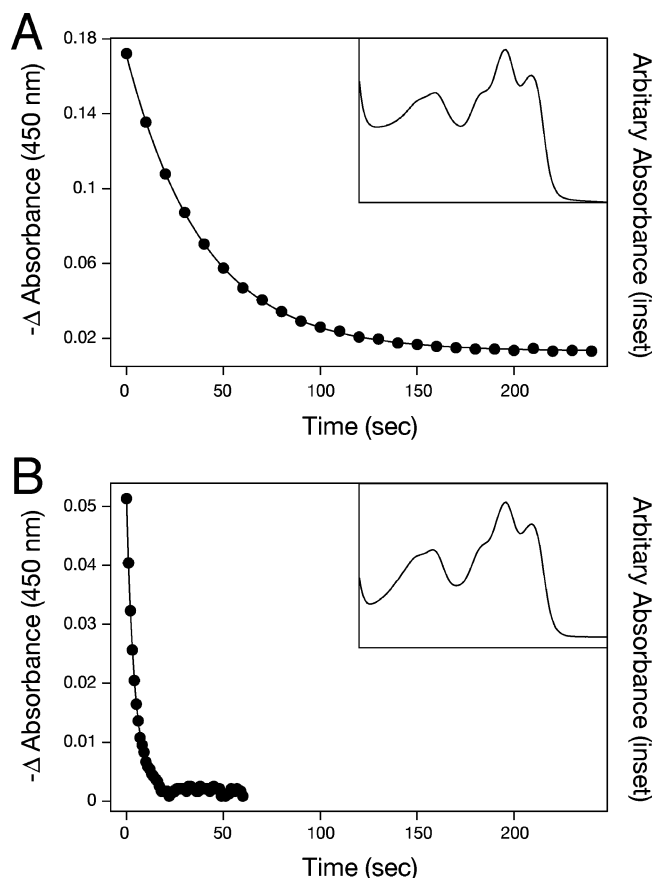 A
0.18
0.14
0.1
0.06
0.02
-Δ Absorbance (450 nm)
Arbitary Absorbance (inset)
0 50 100 150 200
Time (sec)
B
0.05
0.04
0.03
0.02
0.01
0
-Δ Absorbance (450 nm)
Arbitary Absorbance (inset)
0 50 100 150 200
Time (sec)